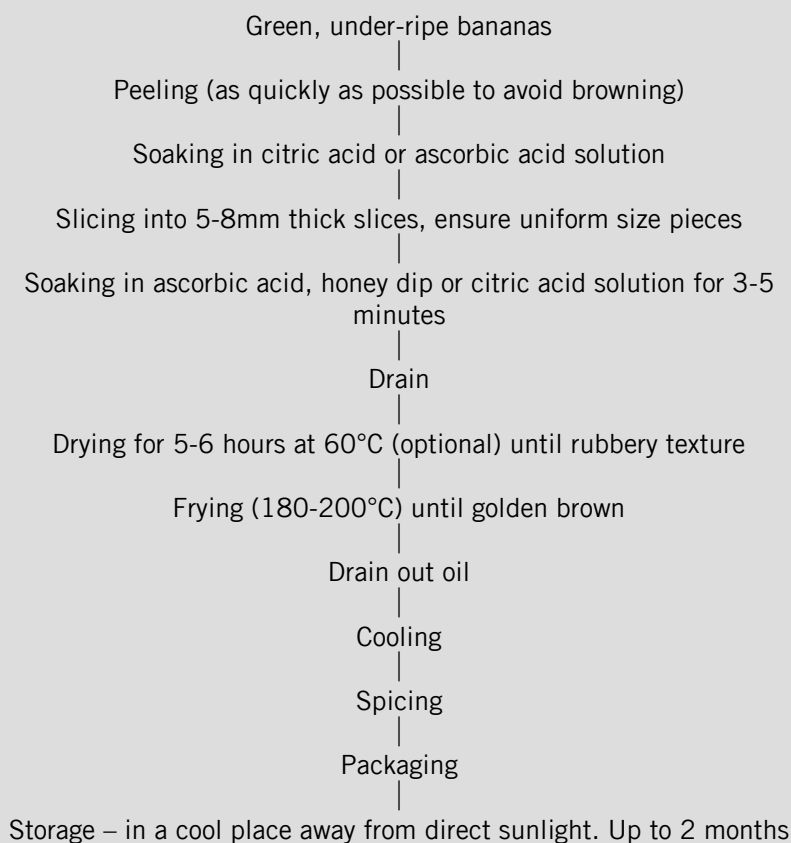 Green, under-ripe bananas
Peeling (as quickly as possible to avoid browning)
Soaking in citric acid or ascorbic acid solution
Slicing into 5-8mm thick slices, ensure uniform size pieces
Soaking in ascorbic acid, honey dip or citric acid solution for 3-5
minutes
Drain
Drying for 5-6 hours at 60°C (optional) until rubbery texture
Frying (180-200°C) until golden brown
Drain out oil
Cooling
Spicing
Packaging
Storage – in a cool place away from direct sunlight. Up to 2 months